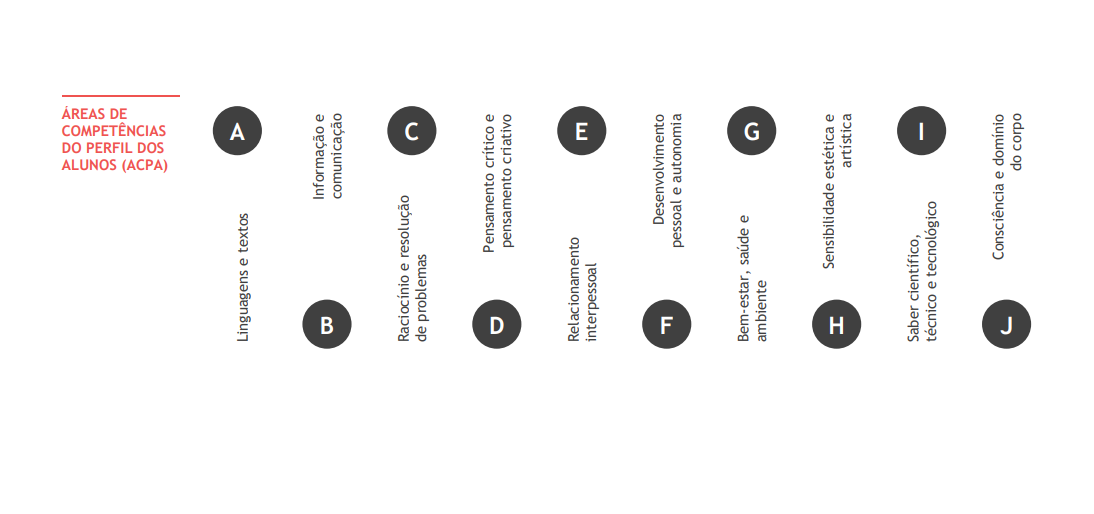 ÁREAS DE
COMPETÊNCIAS
DO PERFIL DOS
ALUNOS (ACPA)
A
Linguagens e textos
B
Informação e
comunicação
C
Raciocínio e resolução
de problemas
D
Pensamento crítico e
pensamento criativo
E
Relacionamento
interpessoal
F
Desenvolvimento
pessoal e autonomia
G
Bem-estar, saúde e
ambiente
H
Sensibilidade estética e
artística
I
Saber científico,
técnico e tecnológico
J
Consciência e domínio
do corpo